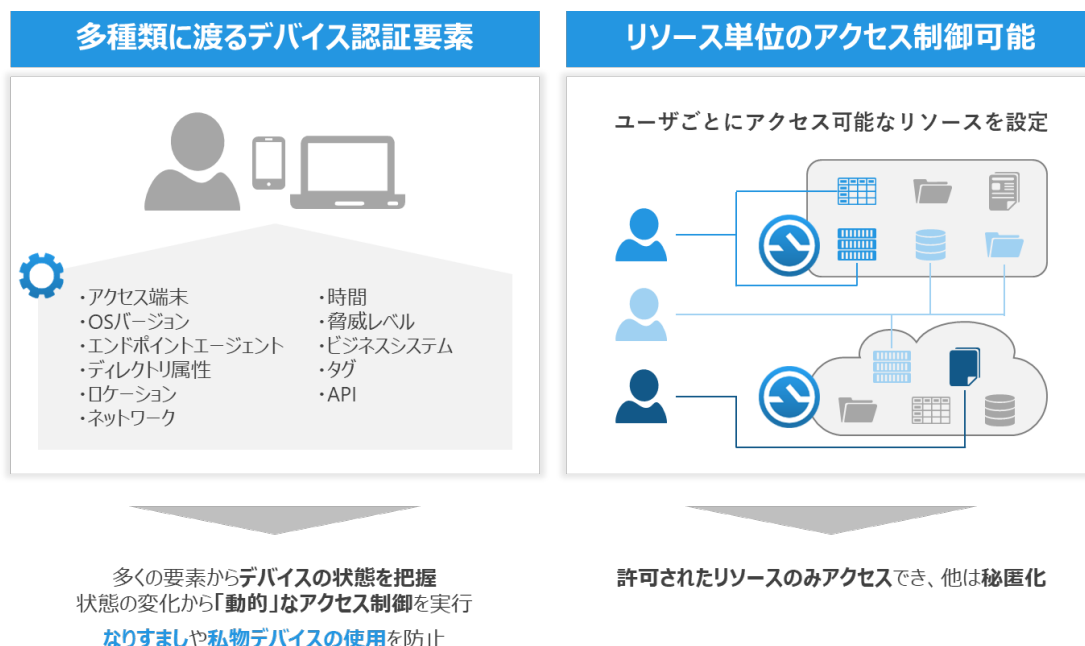 多種類に渡るデバイス認証要素
・アクセス端末
・OSバージョン
・エンドポイントエージェント
・ディレクトリ属性
・ロケーション
・ネットワーク
・時間
・脅威レベル
・ビジネスシステム
・タグ
・API
多くの要素からデバイスの状態を把握
状態の変化から「動的」なアクセス制御を実行
なりすましや私物デバイスの使用を防止
リソース単位のアクセス制御可能
ユーザごとにアクセス可能なリソースを設定
許可されたリソースのみアクセスでき、他は秘匿化